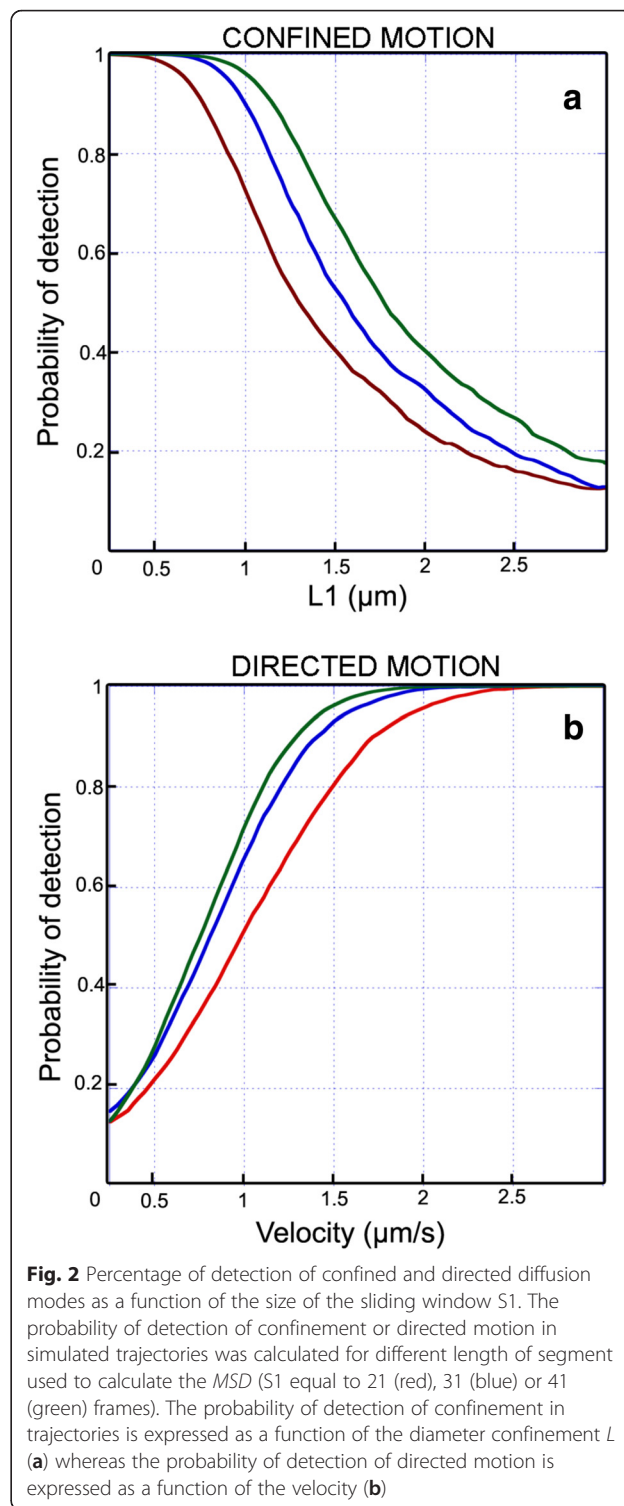 CONFINED MOTION
a
Probability of detection
1
0.8
0.6
0.4
0.2
0
0.5
1
1.5
2
2.5
L1 (µm)
DIRECTED MOTION
b
Probability of detection
1
0.8
0.6
0.4
0.2
0
0.5
1
1.5
2
2.5
Velocity (µm/s)
Fig. 2 Percentage of detection of confined and directed diffusion
modes as a function of the size of the sliding window S1. The
probability of detection of confinement or directed motion in
simulated trajectories was calculated for different length of segment
used to calculate the MSD (S1 equal to 21 (red), 31 (blue) or 41
(green) frames). The probability of detection of confinement in
trajectories is expressed as a function of the diameter confinement L
(a) whereas the probability of detection of directed motion is
expressed as a function of the velocity (b)